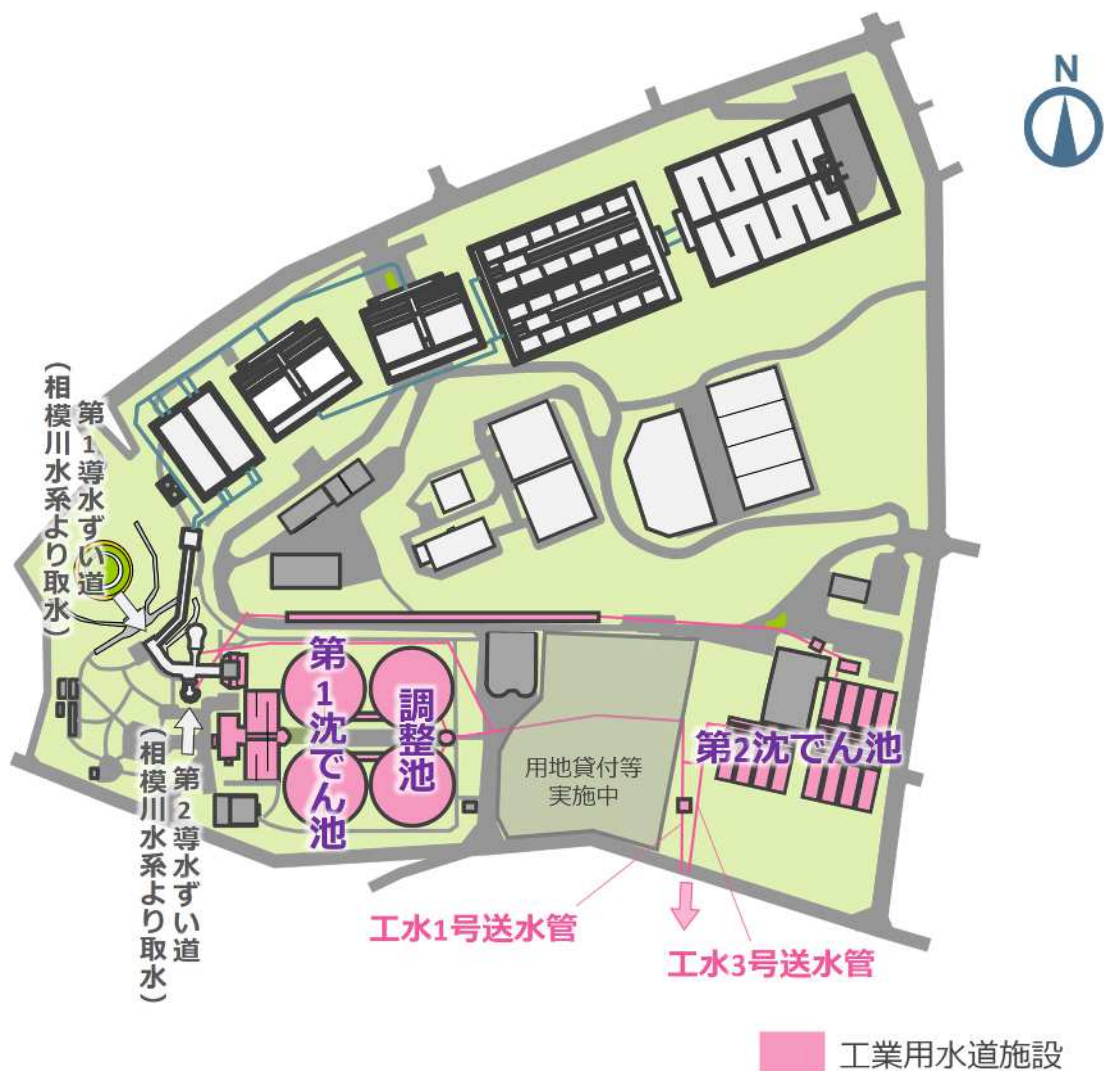 N
第1導水ずい道
(相模川水系より取水)
第1沈でん池
調整池
第2沈でん池
用地貸付等
実施中
第2導水ずい道
(相模川水系より取水)
工水1号送水管
工水3号送水管
工業用水道施設